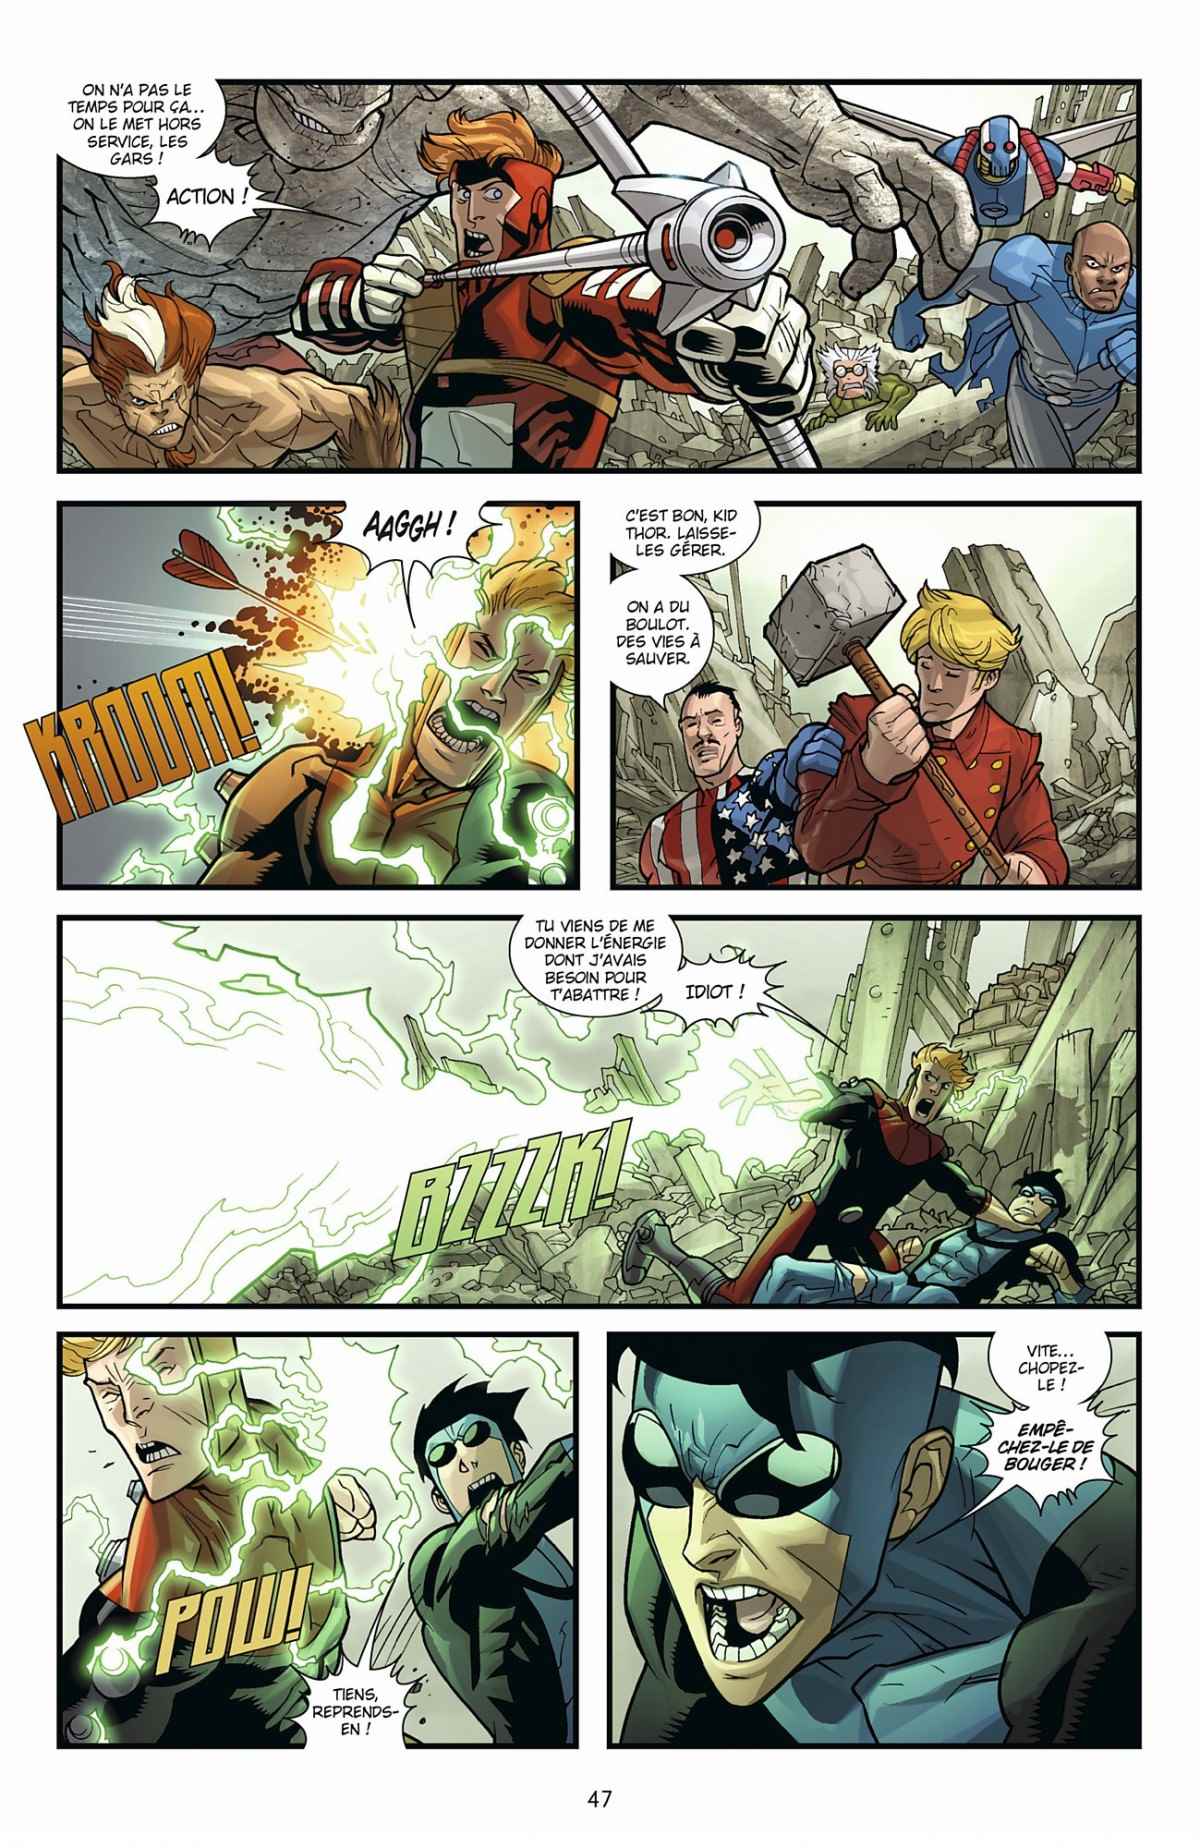 ON N'A PAS LE
TEMPS POUR ÇA...
ON LE MET HORS
SERVICE, LES
GARS !
ACTION !
AAGGH !
KROOM!
C'EST BON, KID
THOR. LAISSE-
LES GÉRER.
ON A DU
BOULOT.
DES VIES À
SAUVER.
TU VIENS DE ME
DONNER L'ÉNERGIE
DONT J'AVAIS
BESOIN POUR
T'ABATTRE !
IDIOT !
BZZZK!
POW!
TIENS,
REPRENDS-
EN !
VITE...
CHOPEZ-
LE !
EMPÊ-
CHEZ-LE DE
BOUGER !
47